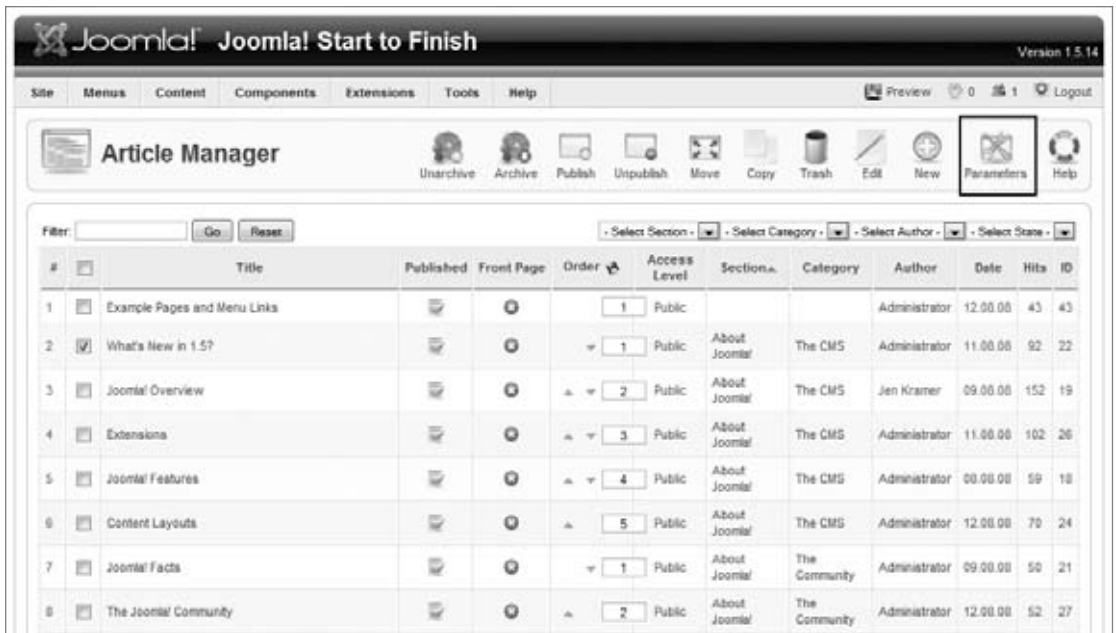 Joomla! Joomla! Start to Finish
Version 1.5.14
Site Menus Content Components Extensions Tools Help Preview 0 1 Logout
Article Manager Unarchive Archive Publish Unpublish Move Copy Trash Edit New Parameters Help
Filter: Go Reset - Select Section - - Select Category - - Select Author - - Select State -
# Title Published Front Page Order Access Level Section Category Author Date Hits ID
1 Example Pages and Menu Links 1 Public Administrator 12.08.08 43 43
2 What's New in 1.5? 1 Public About Joomla! The CMS Administrator 11.08.08 92 22
3 Joomla! Overview 2 Public About Joomla! The CMS Jen Kramer 09.08.08 152 19
4 Extensions 3 Public About Joomla! The CMS Administrator 11.08.08 102 26
5 Joomla! Features 4 Public About Joomla! The CMS Administrator 08.08.08 59 18
6 Content Layouts 5 Public About Joomla! The CMS Administrator 12.08.08 70 24
7 Joomla! Facts 1 Public About Joomla! The Community Administrator 09.08.08 50 21
8 The Joomla! Community 2 Public About Joomla! The Community Administrator 12.08.08 52 27